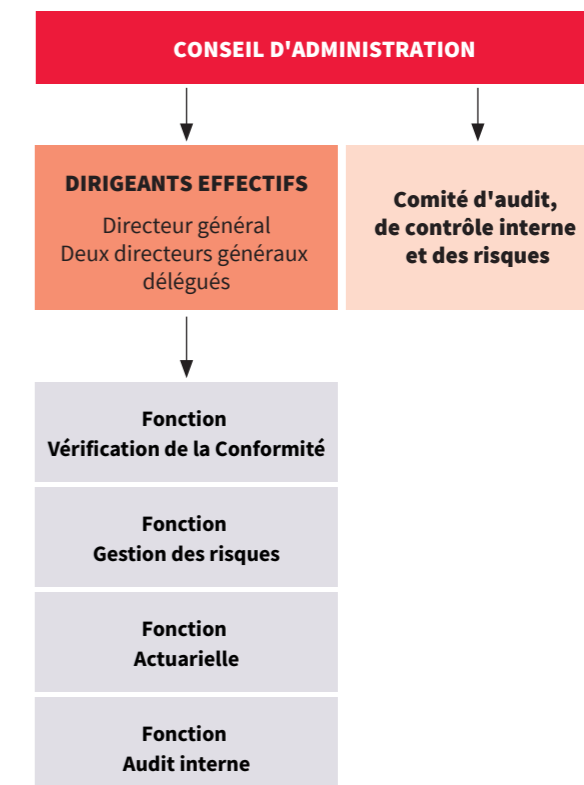 CONSEIL D'ADMINISTRATION
DIRIGEANTS EFFECTIFS
Directeur général
Deux directeurs généraux
délégués
Comité d'audit,
de contrôle interne
et des risques
Fonction
Vérification de la Conformité
Fonction
Gestion des risques
Fonction
Actuarielle
Fonction
Audit interne